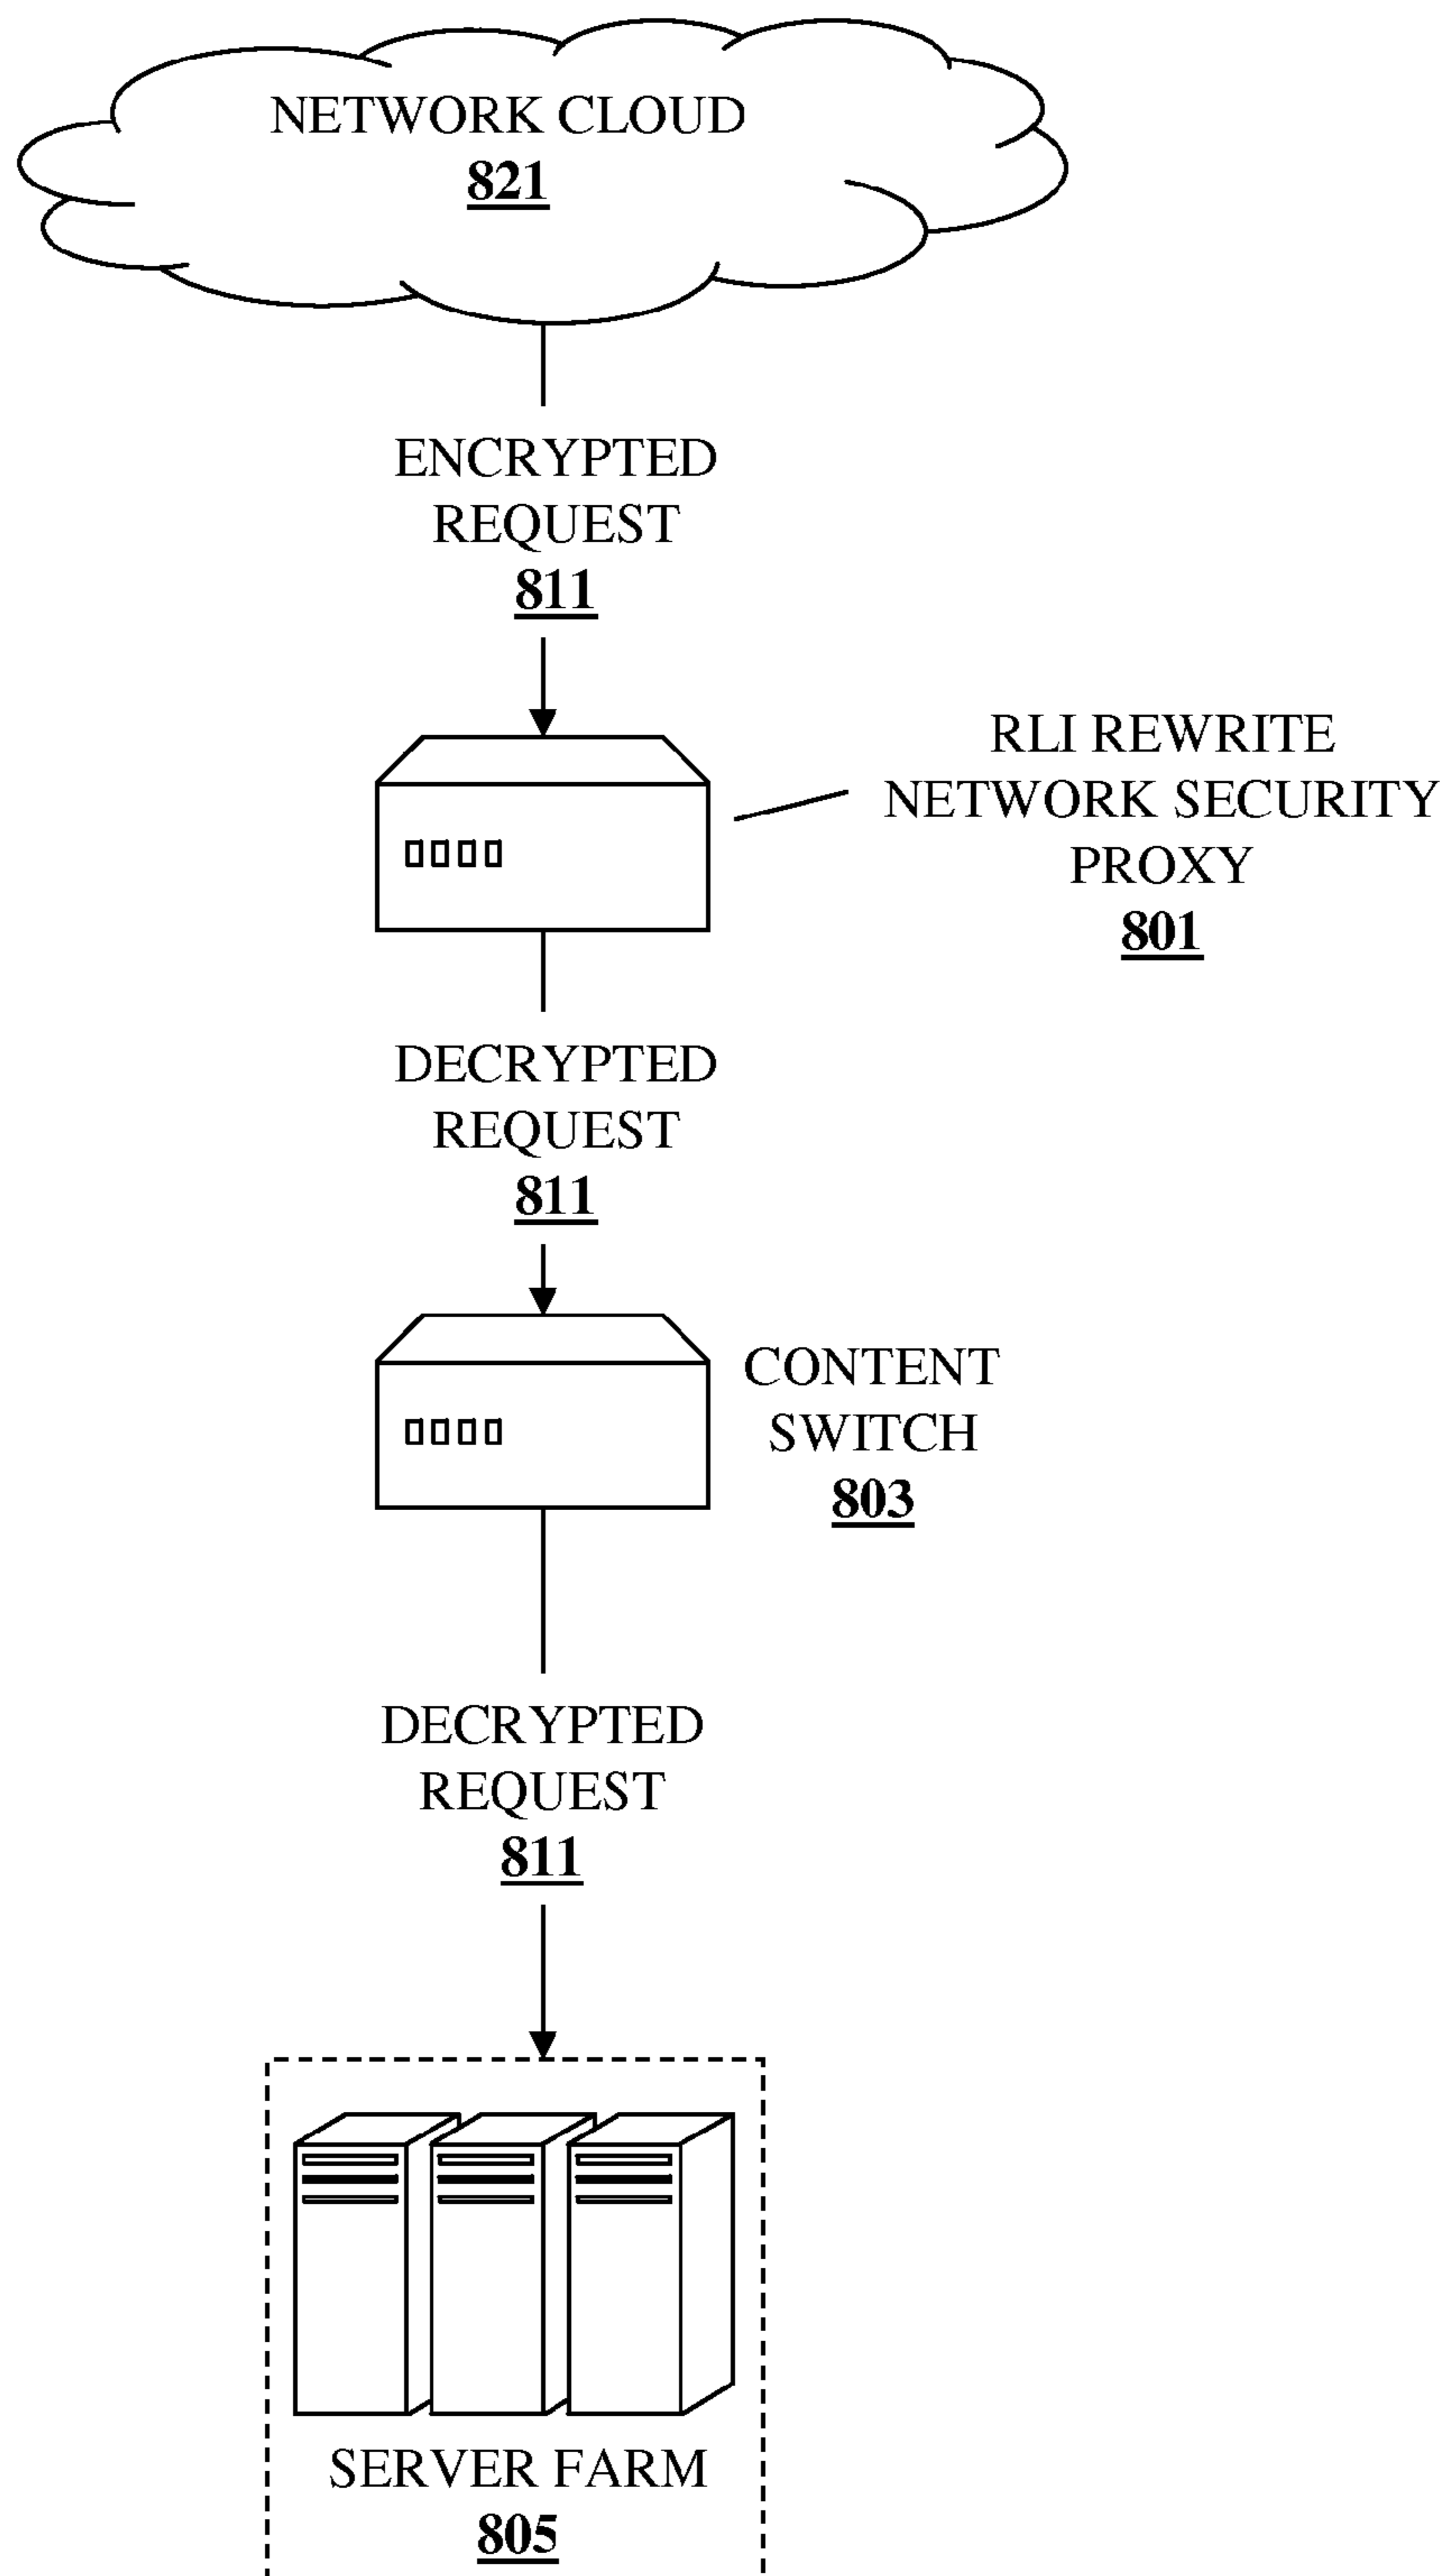 NETWORK CLOUD
821
ENCRYPTED
REQUEST
811
RLI REWRITE
NETWORK SECURITY
PROXY
801
DECRYPTED
REQUEST
811
CONTENT
SWITCH
803
DECRYPTED
REQUEST
811
SERVER FARM
805